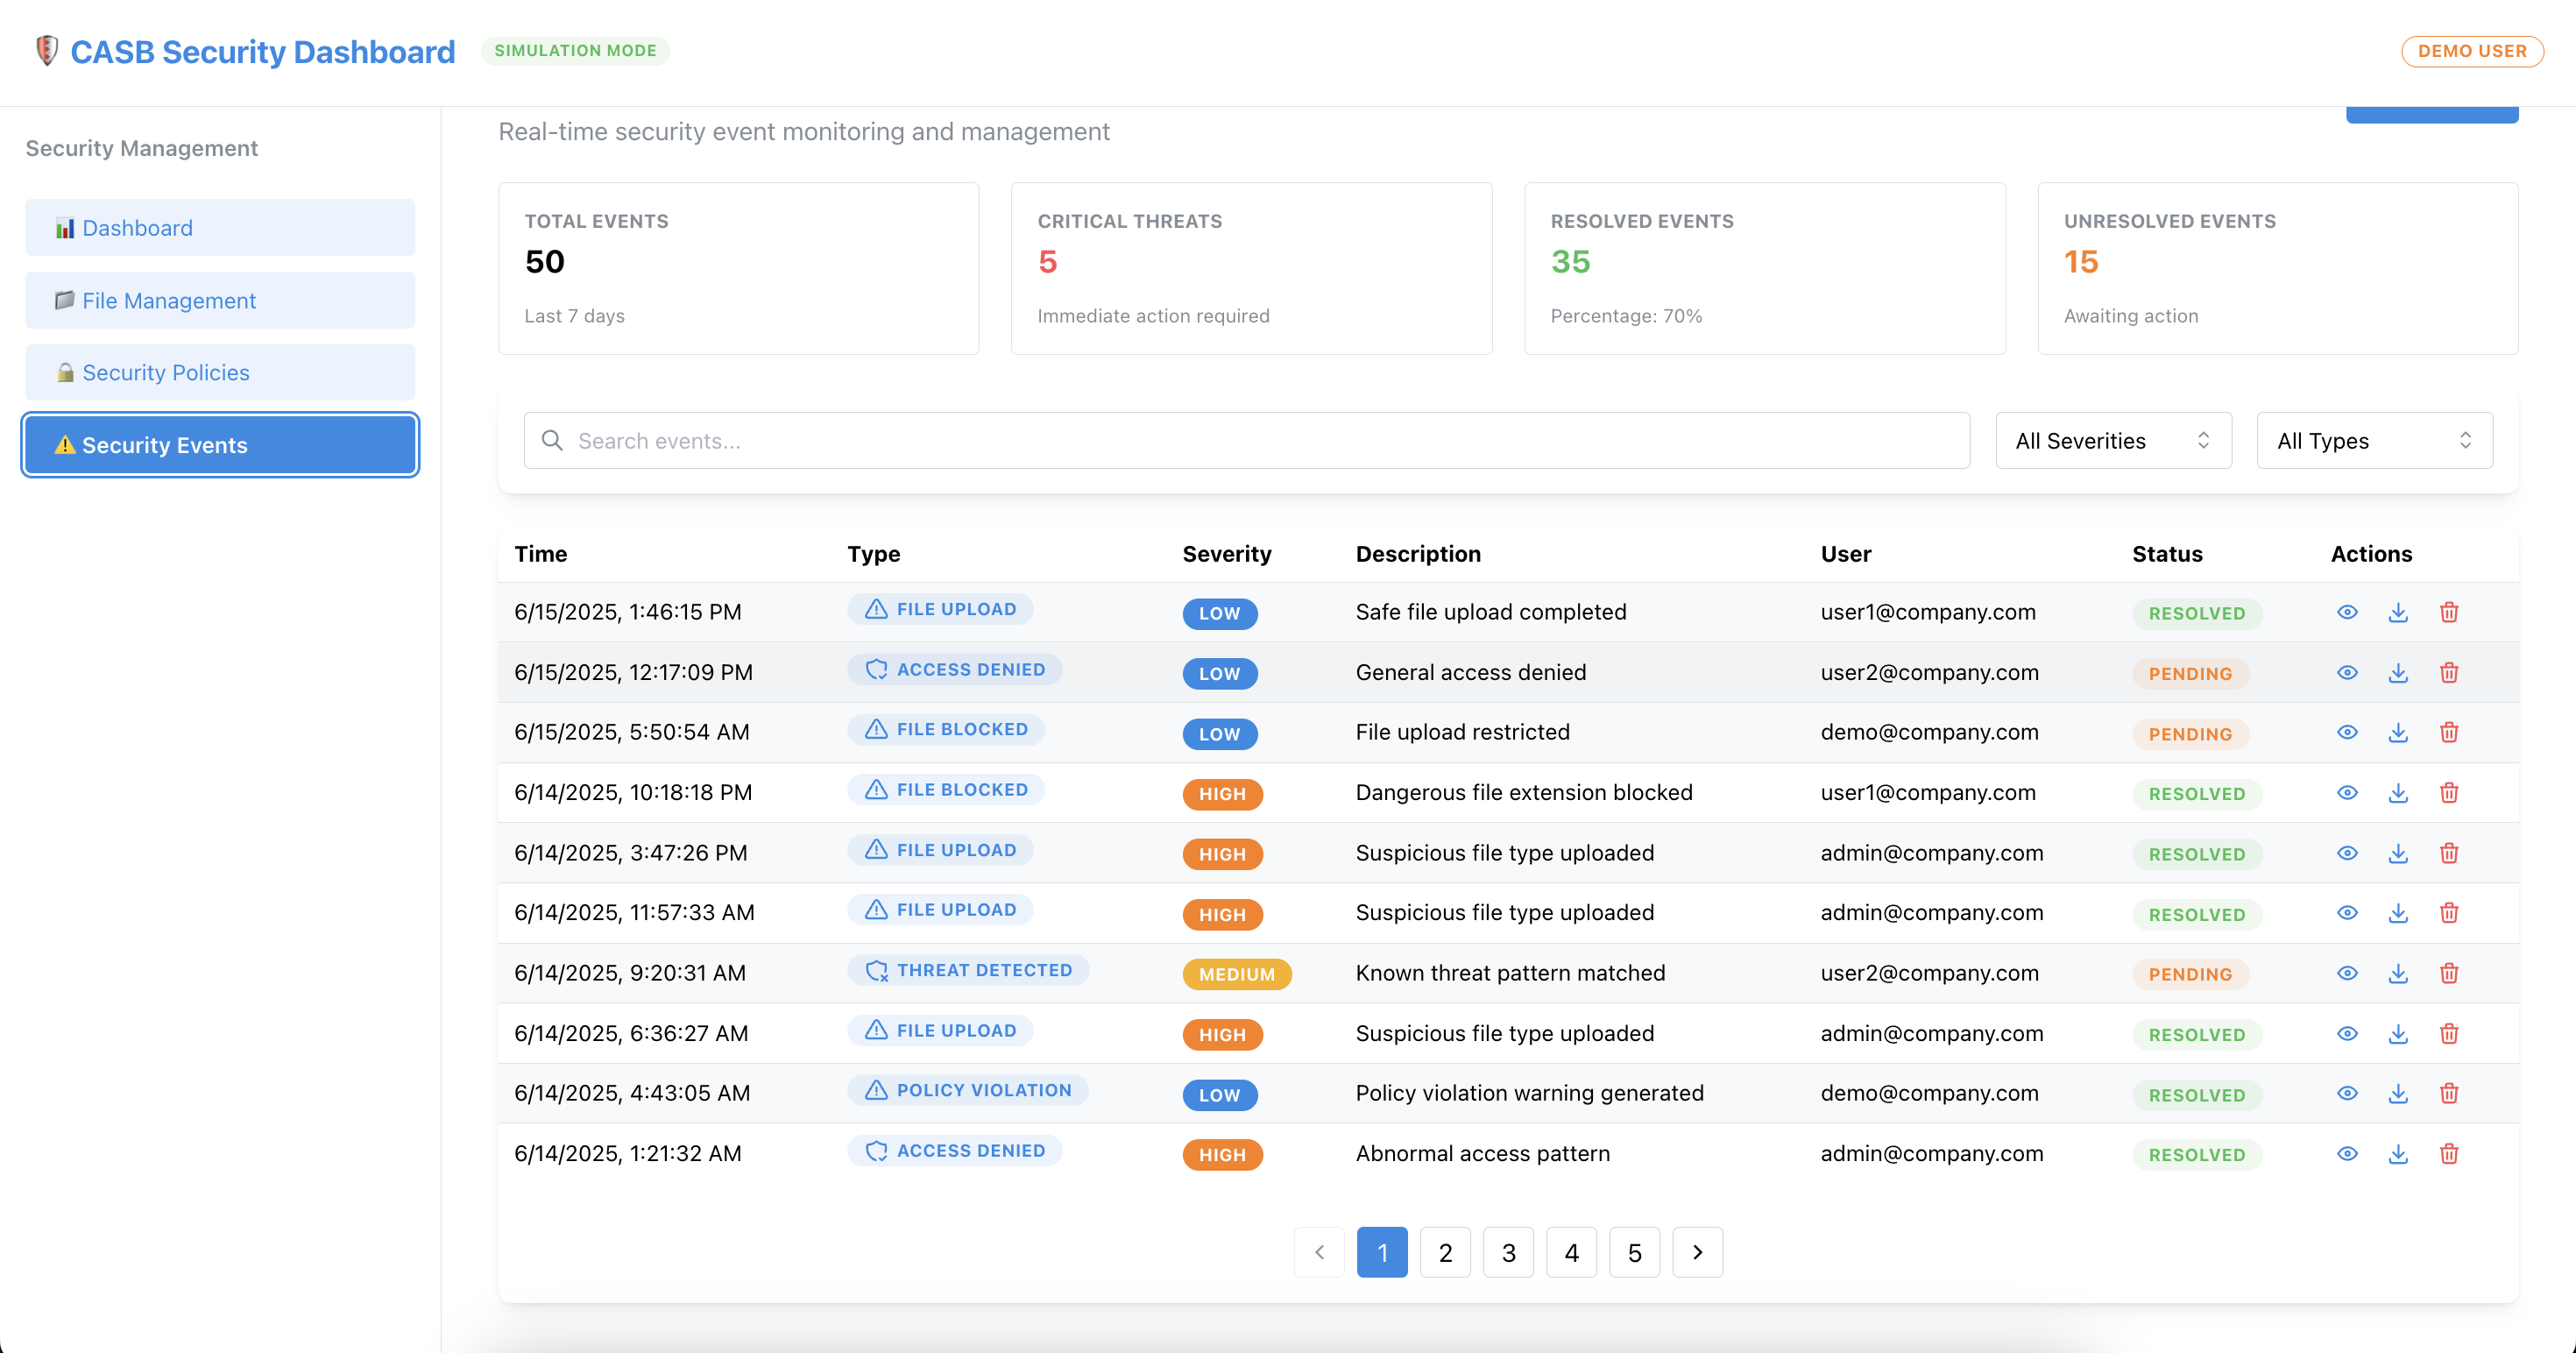 CASB Security Dashboard SIMULATION MODE DEMO USER
Security Management
Dashboard
File Management
Security Policies
Security Events
Real-time security event monitoring and management
TOTAL EVENTS
50
Last 7 days
CRITICAL THREATS
5
Immediate action required
RESOLVED EVENTS
35
Percentage: 70%
UNRESOLVED EVENTS
15
Awaiting action
Search events... All Severities All Types
Time Type Severity Description User Status Actions
6/15/2025, 1:46:15 PM FILE UPLOAD LOW Safe file upload completed user1@company.com RESOLVED
6/15/2025, 12:17:09 PM ACCESS DENIED LOW General access denied user2@company.com PENDING
6/15/2025, 5:50:54 AM FILE BLOCKED LOW File upload restricted demo@company.com PENDING
6/14/2025, 10:18:18 PM FILE BLOCKED HIGH Dangerous file extension blocked user1@company.com RESOLVED
6/14/2025, 3:47:26 PM FILE UPLOAD HIGH Suspicious file type uploaded admin@company.com RESOLVED
6/14/2025, 11:57:33 AM FILE UPLOAD HIGH Suspicious file type uploaded admin@company.com RESOLVED
6/14/2025, 9:20:31 AM THREAT DETECTED MEDIUM Known threat pattern matched user2@company.com PENDING
6/14/2025, 6:36:27 AM FILE UPLOAD HIGH Suspicious file type uploaded admin@company.com RESOLVED
6/14/2025, 4:43:05 AM POLICY VIOLATION LOW Policy violation warning generated demo@company.com RESOLVED
6/14/2025, 1:21:32 AM ACCESS DENIED HIGH Abnormal access pattern admin@company.com RESOLVED
1 2 3 4 5